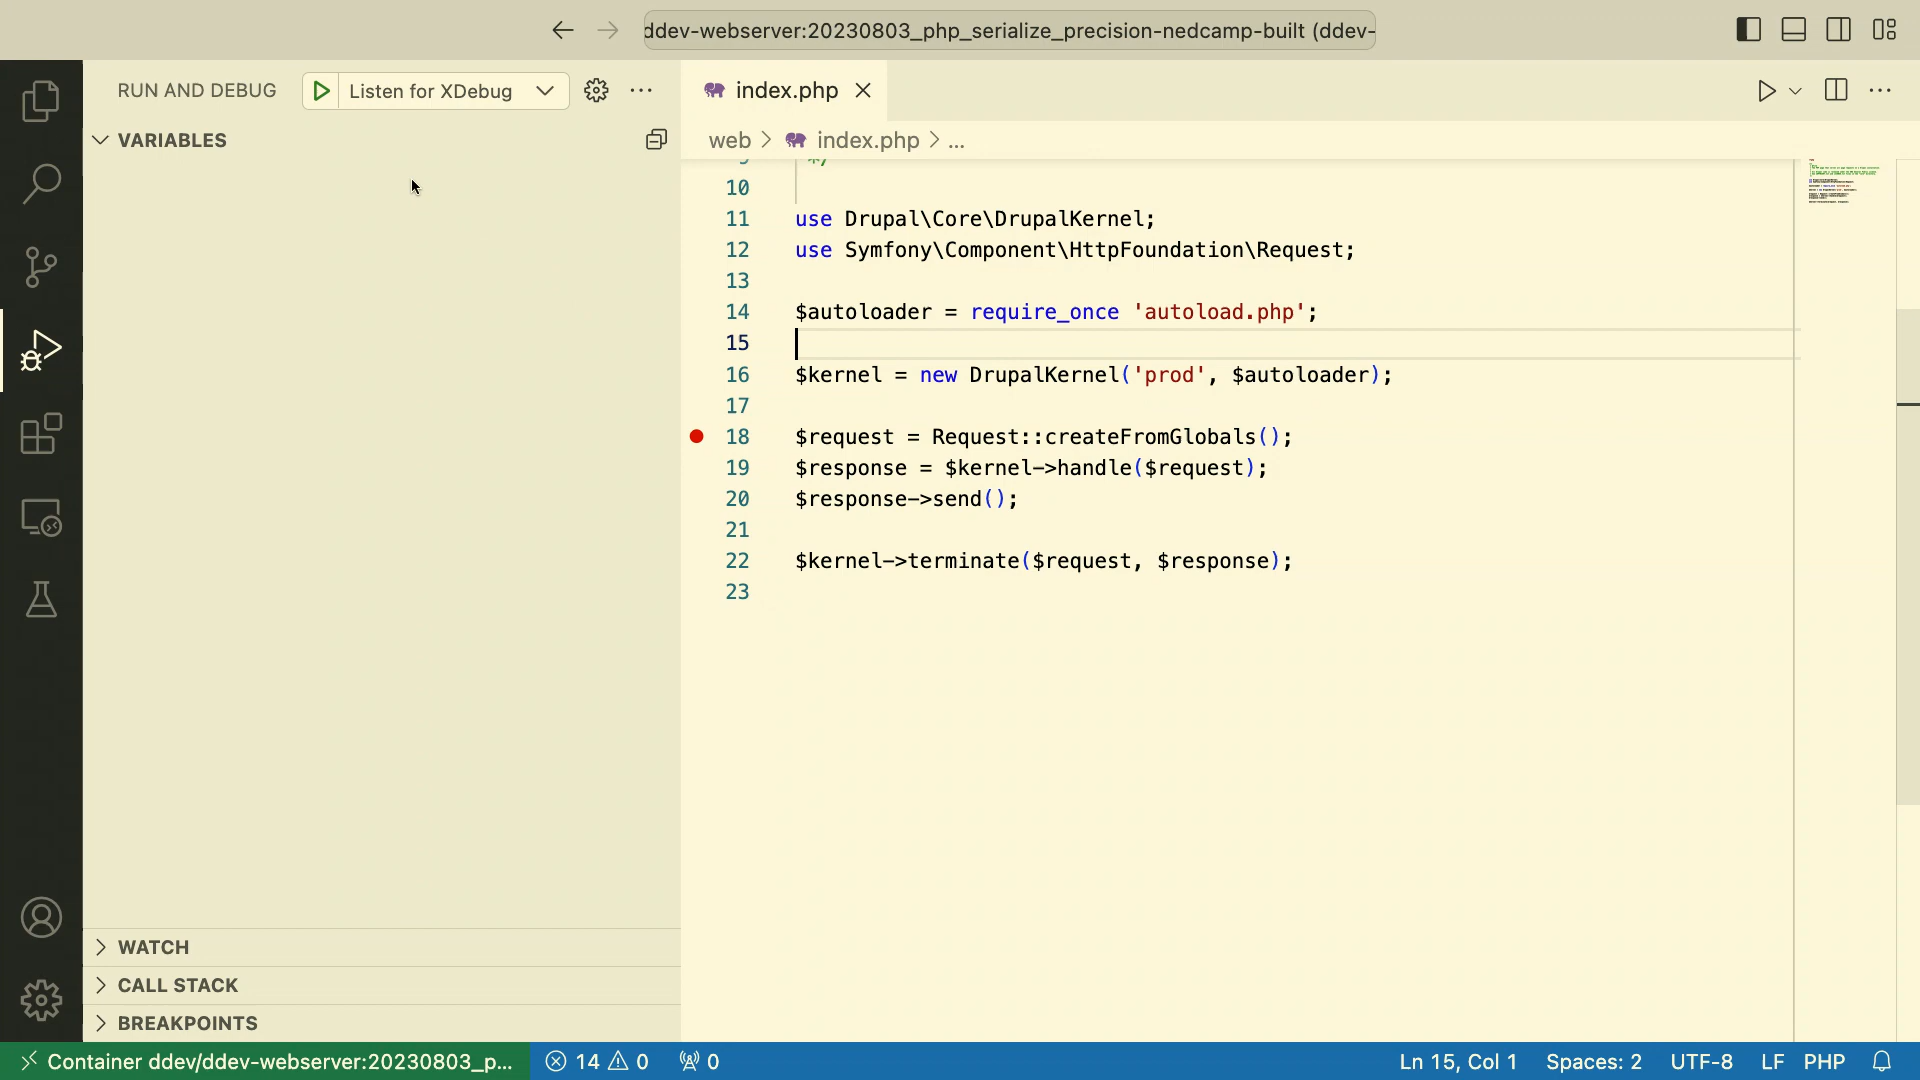 ddev-webserver:20230803_php_serialize_precision-nedcamp-built (ddev-
RUN AND DEBUG
Listen for XDebug
index.php
VARIABLES
web > index.php > ...
9 */
10
11 use Drupal\Core\DrupalKernel;
12 use Symfony\Component\HttpFoundation\Request;
13
14 $autoloader = require_once 'autoload.php';
15
16 $kernel = new DrupalKernel('prod', $autoloader);
17
18 $request = Request::createFromGlobals();
19 $response = $kernel->handle($request);
20 $response->send();
21
22 $kernel->terminate($request, $response);
23
WATCH
CALL STACK
BREAKPOINTS
Container ddev/ddev-webserver:20230803_p... 14 0 0 Ln 15, Col 1 Spaces: 2 UTF-8 LF PHP